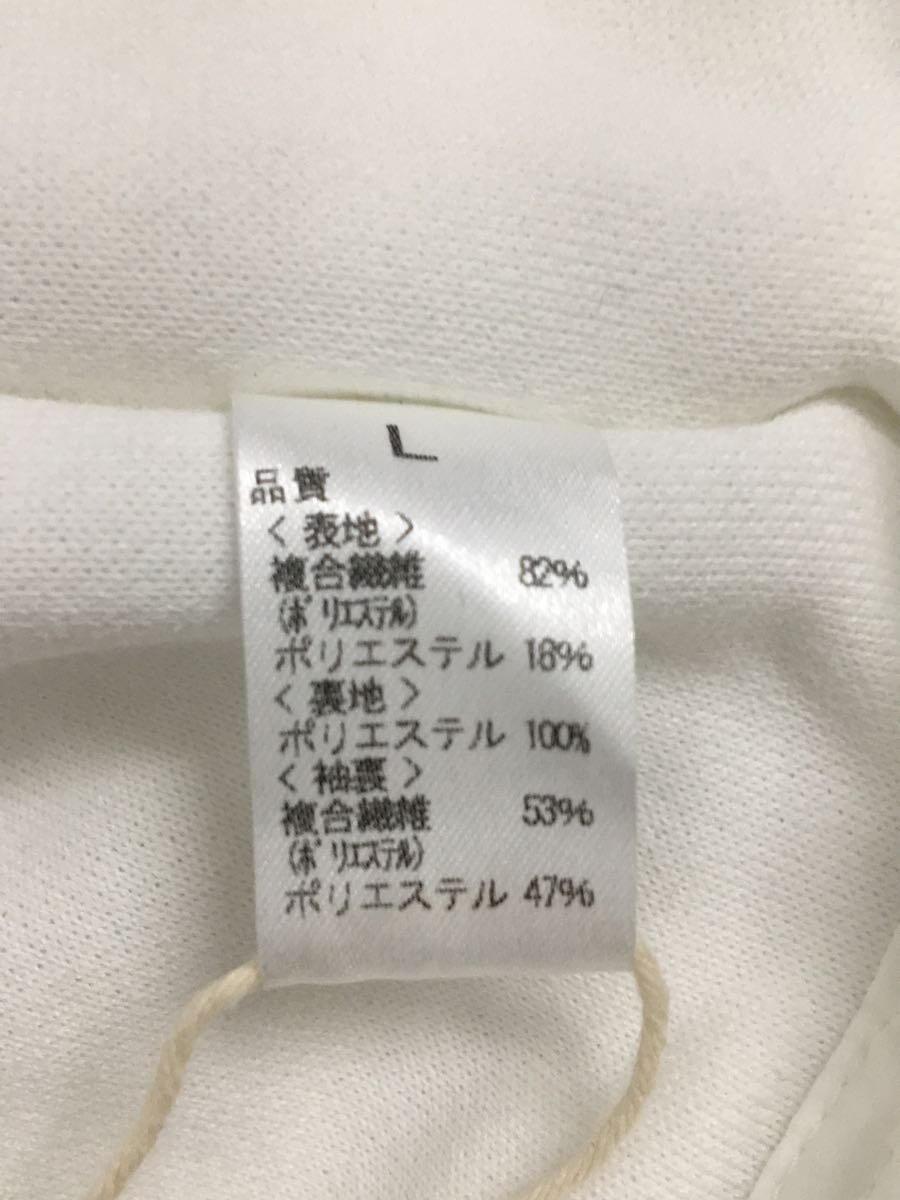 L
品質
< 表地 >
複合繊維 82%
(ポリエステル)
ポリエステル 18%
< 裏地 >
ポリエステル 100%
< 袖裏 >
複合繊維 53%
(ポリエステル)
ポリエステル 47%